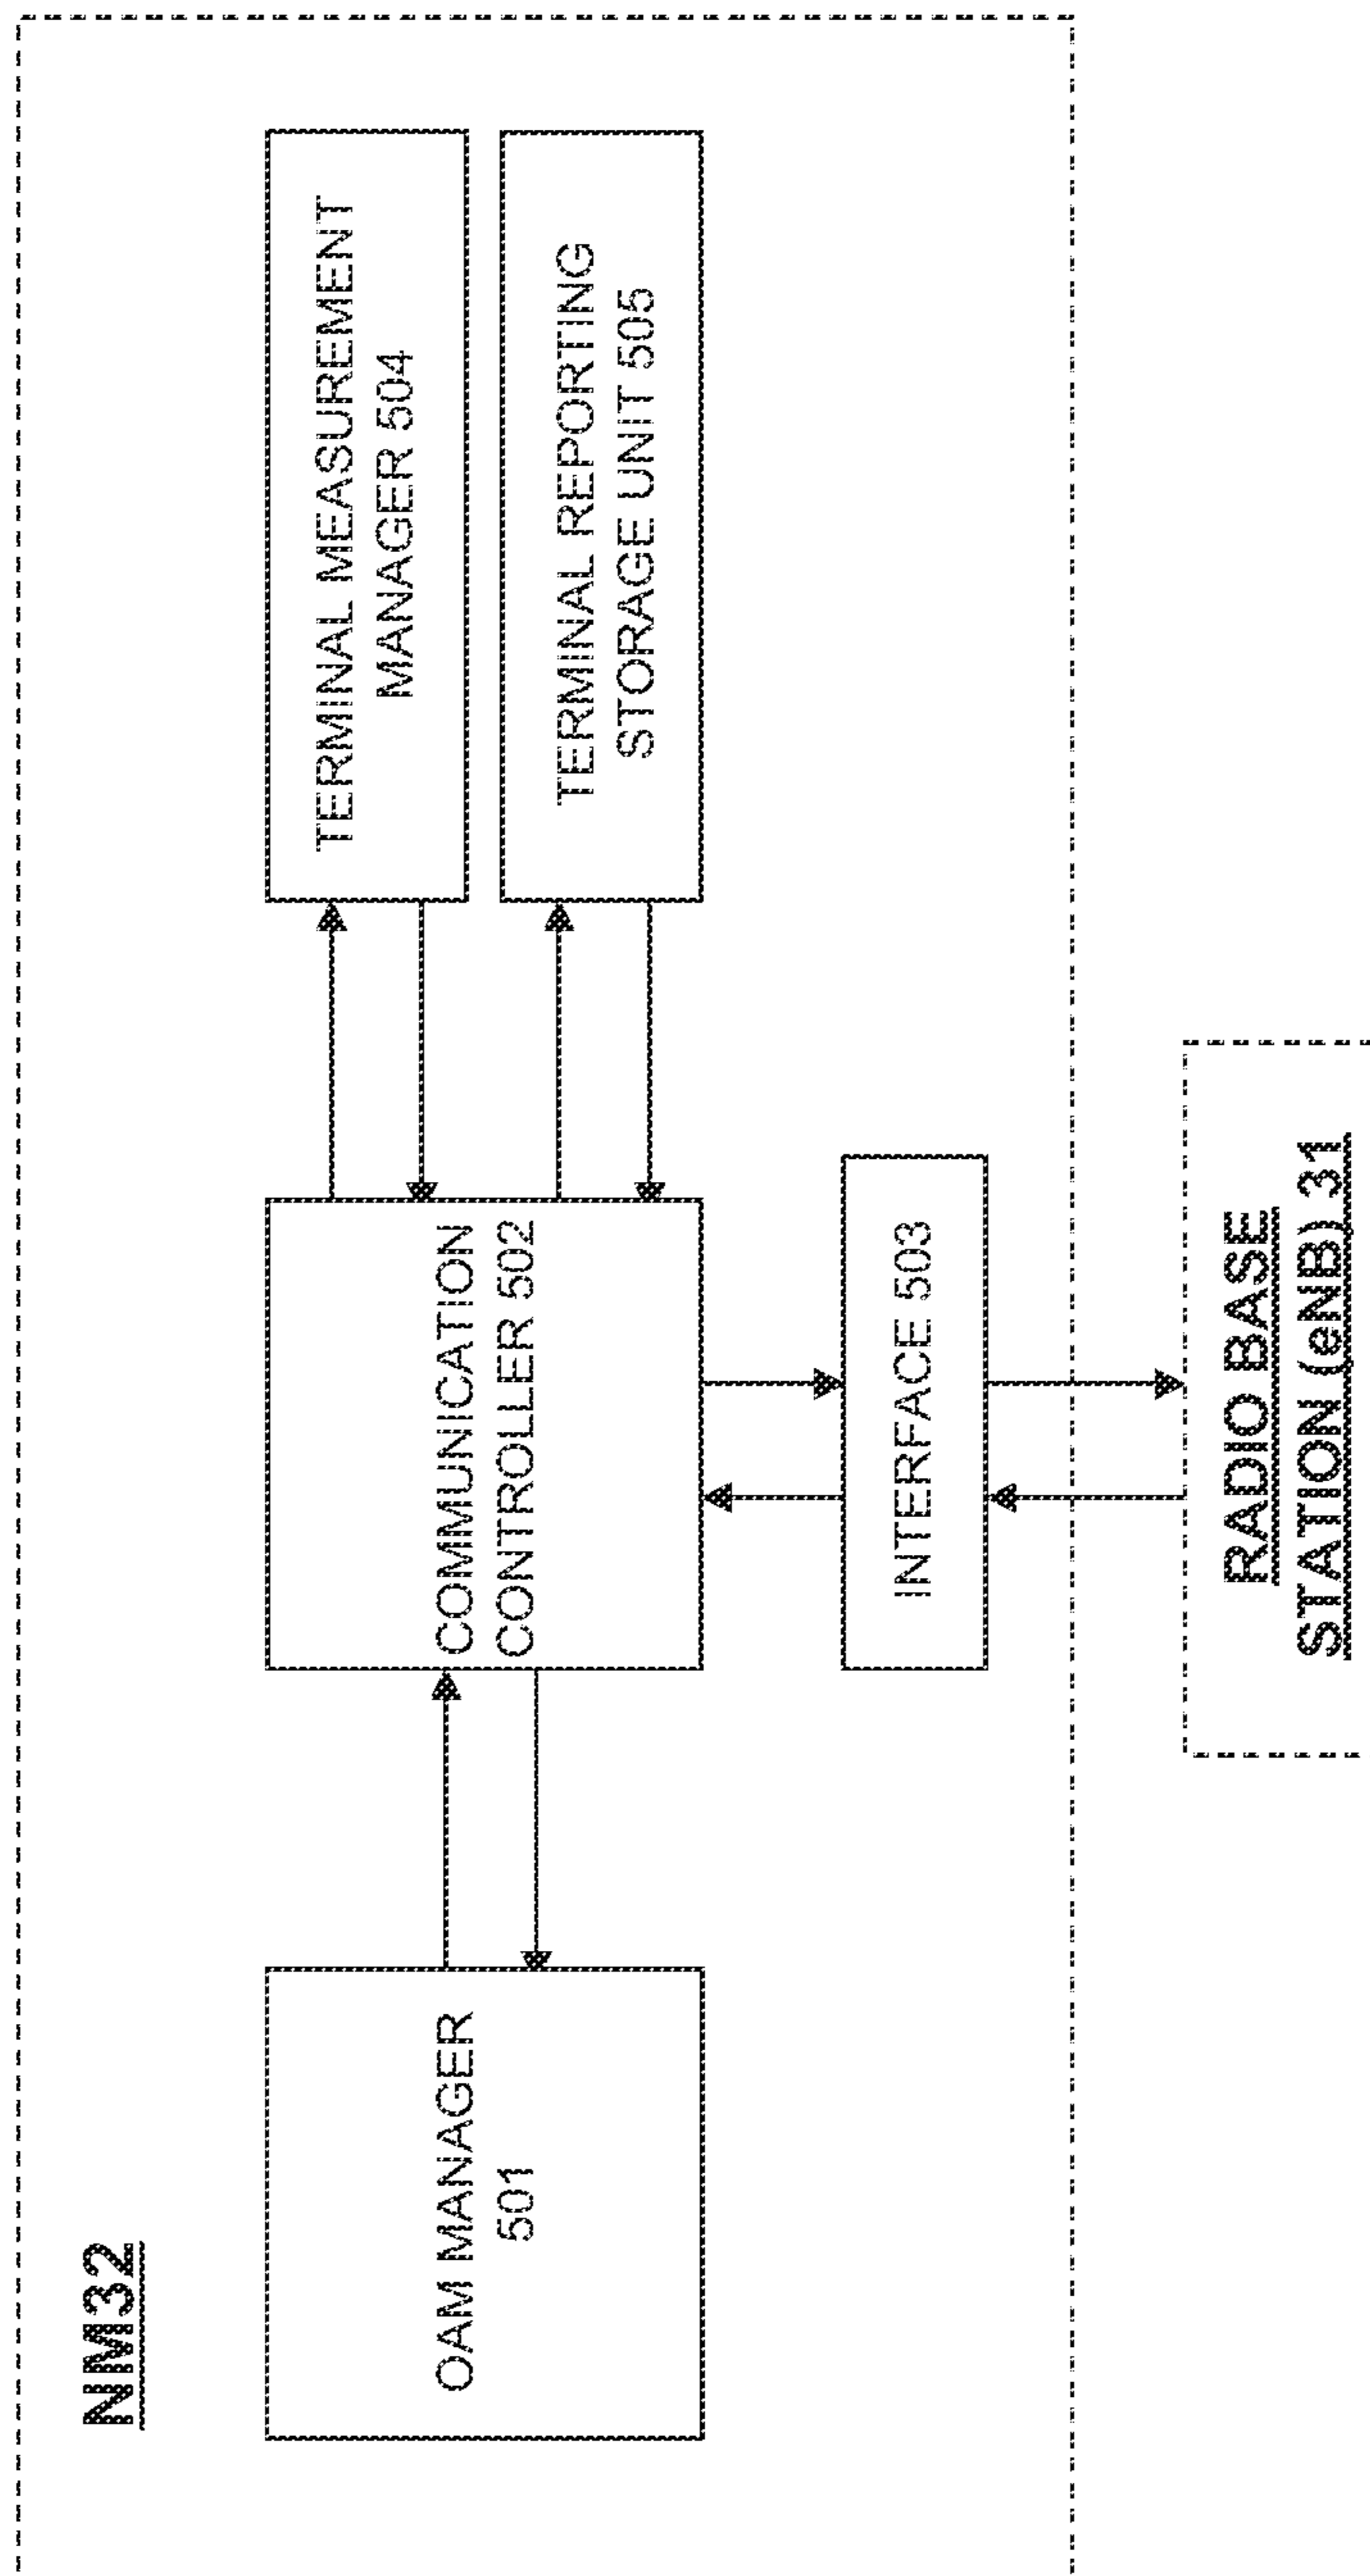 NM32
OAM MANAGER
501
COMMUNICATION
CONTROLLER 502
TERMINAL MEASUREMENT
MANAGER 504
TERMINAL REPORTING
STORAGE UNIT 505
INTERFACE 503
RADIO BASE
STATION (eNB) 31